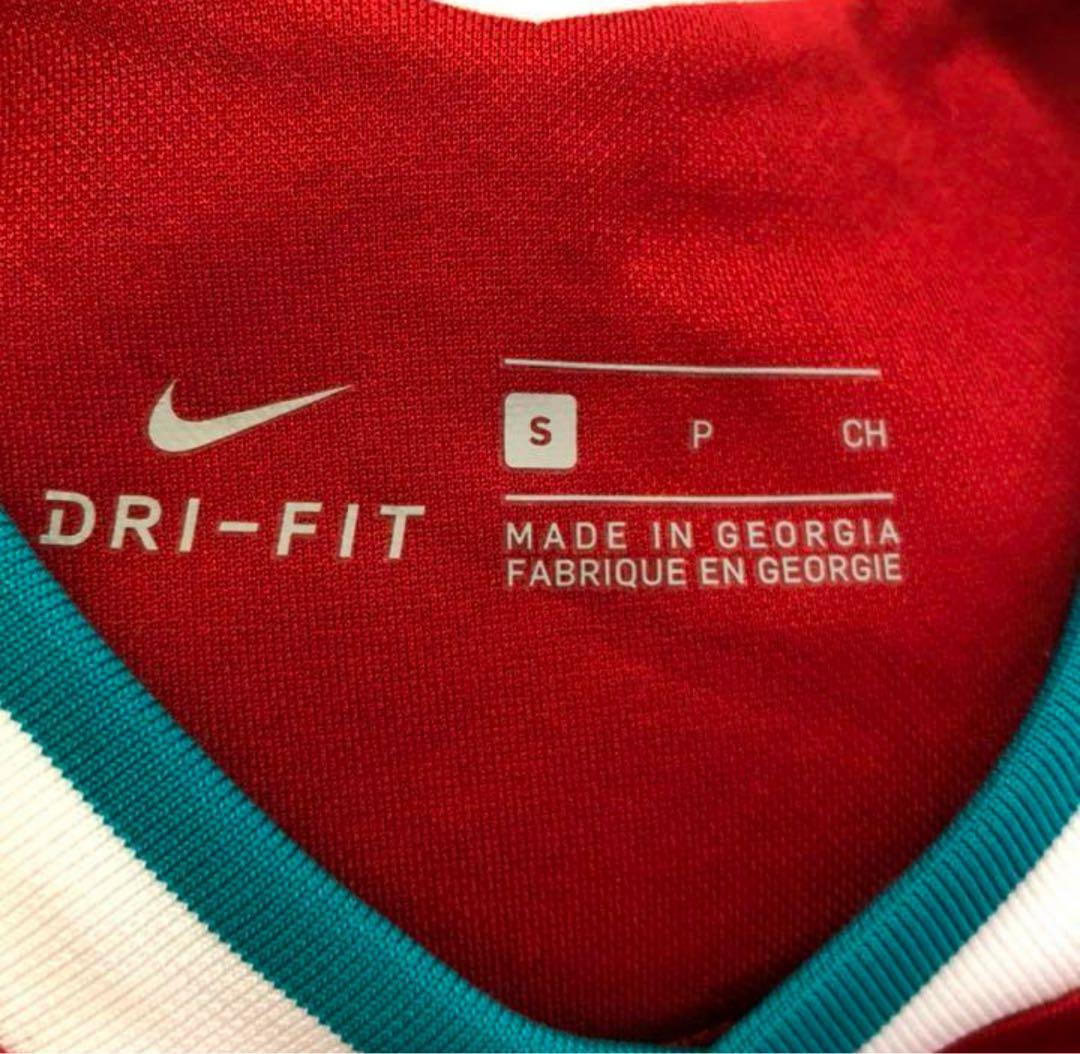 DRI-FIT
S P CH
MADE IN GEORGIA
FABRIQUE EN GEORGIE